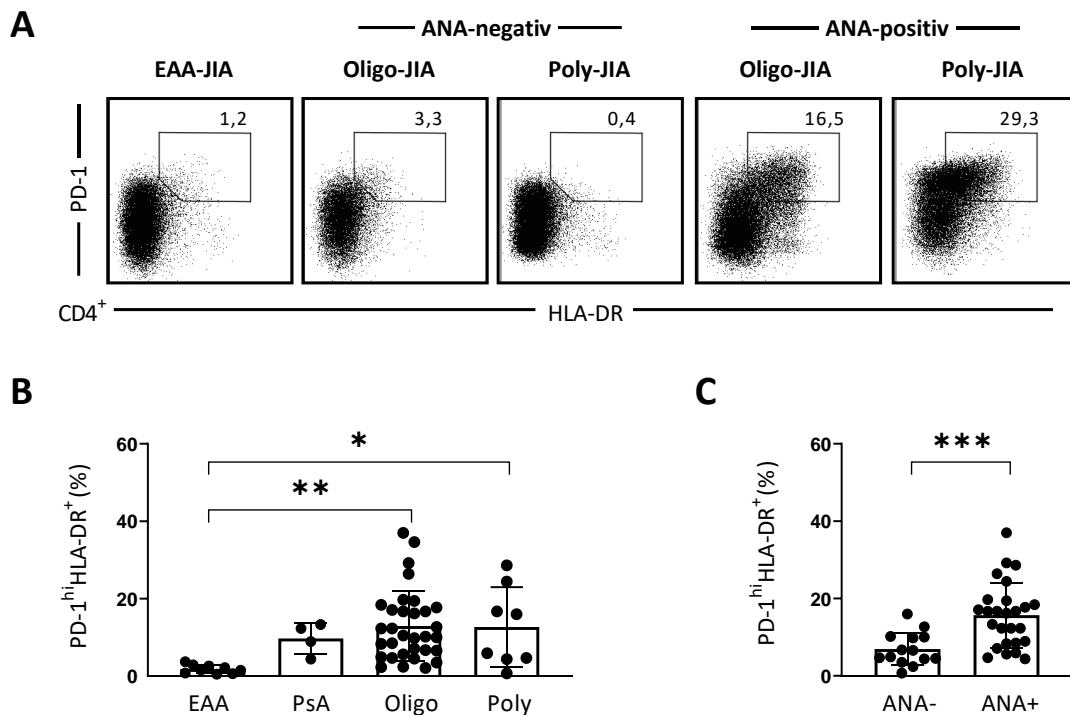 A
ANA-negativ ANA-positiv
EAA-JIA Oligo-JIA Poly-JIA Oligo-JIA Poly-JIA
1,2 3,3 0,4 16,5 29,3
PD-1
CD4⁺ HLA-DR
B
PD-1ʰⁱHLA-DR⁺(%)
60
40
20
0
*
**
EAA PsA Oligo Poly
C
PD-1ʰⁱHLA-DR⁺(%)
60
40
20
0
***
ANA- ANA+